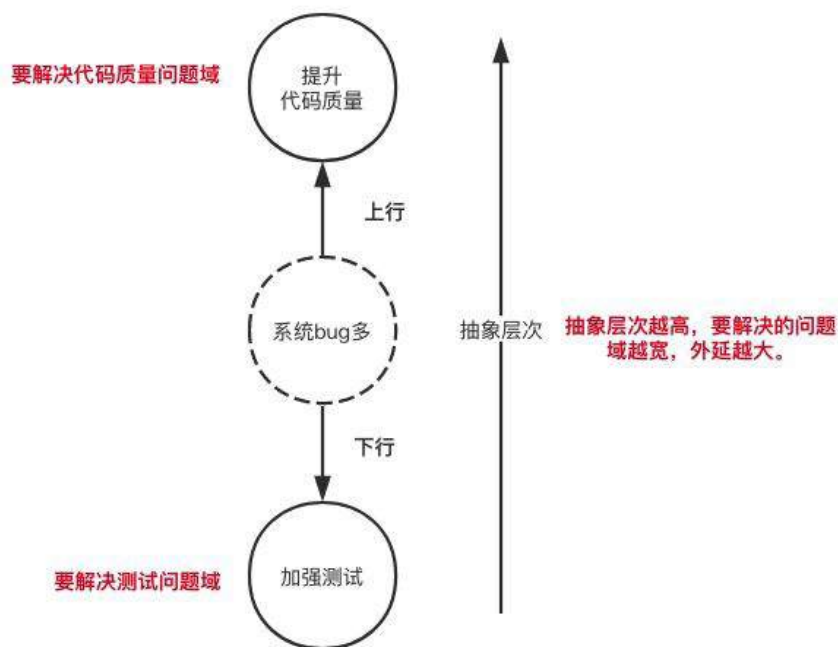 要解决代码质量问题域
提升
代码质量
上行
系统bug多
抽象层次
抽象层次越高，要解决的问题
域越宽，外延越大。
下行
要解决测试问题域
加强测试